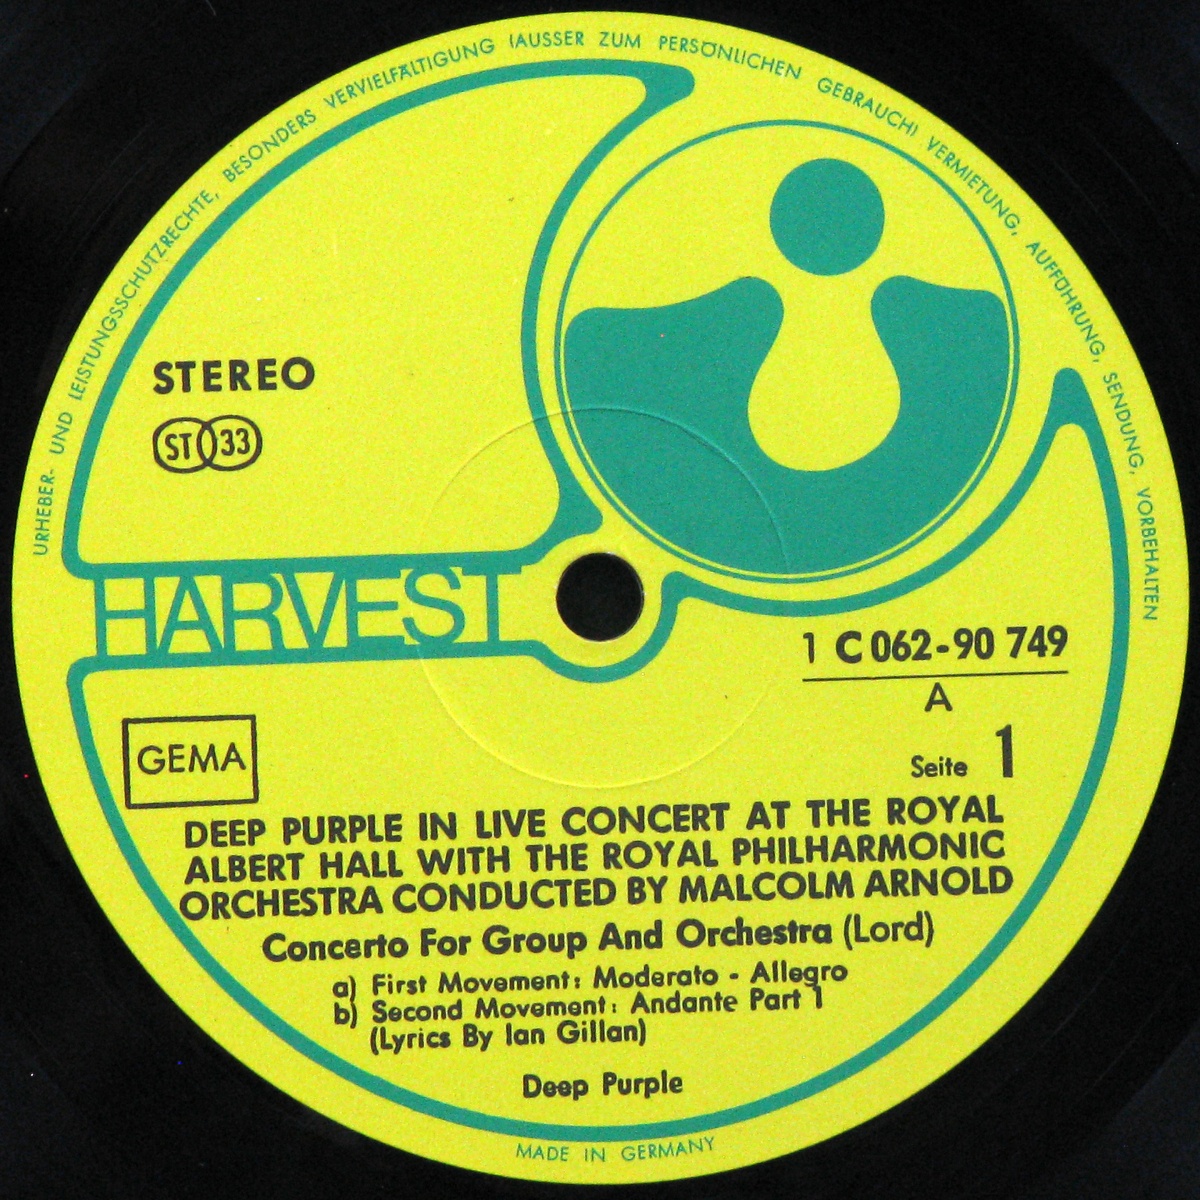 URHEBER- UND LEISTUNGSSCHUTZRECHTE, BESONDERS VERVIELFÄLTIGUNG (AUSSER ZUM PERSÖNLICHEN GEBRAUCH) VERMIETUNG, AUFFÜHRUNG, SENDUNG, VORBEHALTEN
STEREO
ST 33
HARVEST
1 C 062-90 749
A
Seite 1
GEMA
DEEP PURPLE IN LIVE CONCERT AT THE ROYAL
ALBERT HALL WITH THE ROYAL PHILHARMONIC
ORCHESTRA CONDUCTED BY MALCOLM ARNOLD
Concerto For Group And Orchestra (Lord)
a) First Movement: Moderato - Allegro
b) Second Movement: Andante Part 1
(Lyrics By Ian Gillan)
Deep Purple
MADE IN GERMANY